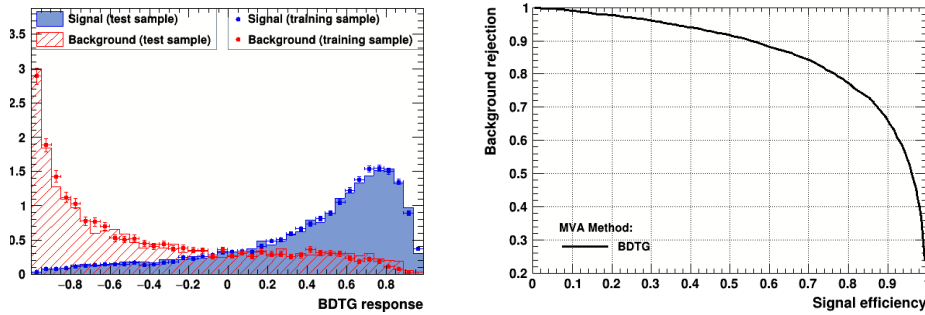 Signal (test sample)
Signal (training sample)
Background (test sample)
Background (training sample)
3.5
3
2.5
2
1.5
1
0.5
0
−0.8 −0.6 −0.4 −0.2 0 0.2 0.4 0.6 0.8
BDTG response
Background rejection
1
0.9
0.8
0.7
0.6
0.5
0.4
0.3
0.2
MVA Method:
BDTG
0 0.1 0.2 0.3 0.4 0.5 0.6 0.7 0.8 0.9 1
Signal efficiency